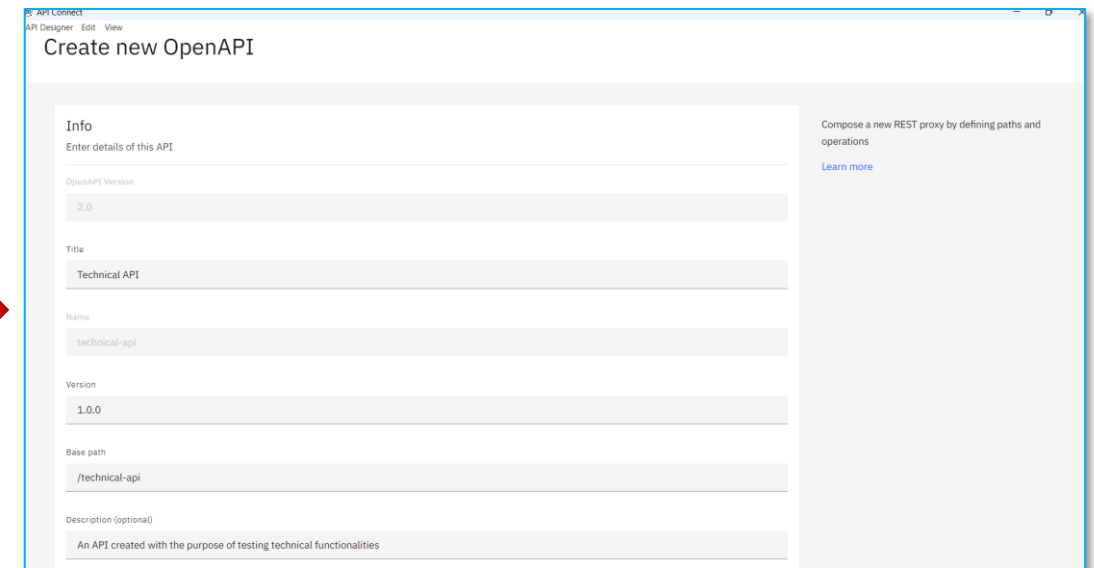 API Connect
API Designer Edit View
Create new OpenAPI
Info
Enter details of this API
OpenAPI Version
2.0
Title
Technical API
Name
technical-api
Version
1.0.0
Base path
/technical-api
Description (optional)
An API created with the purpose of testing technical functionalities
Compose a new REST proxy by defining paths and
operations
Learn more